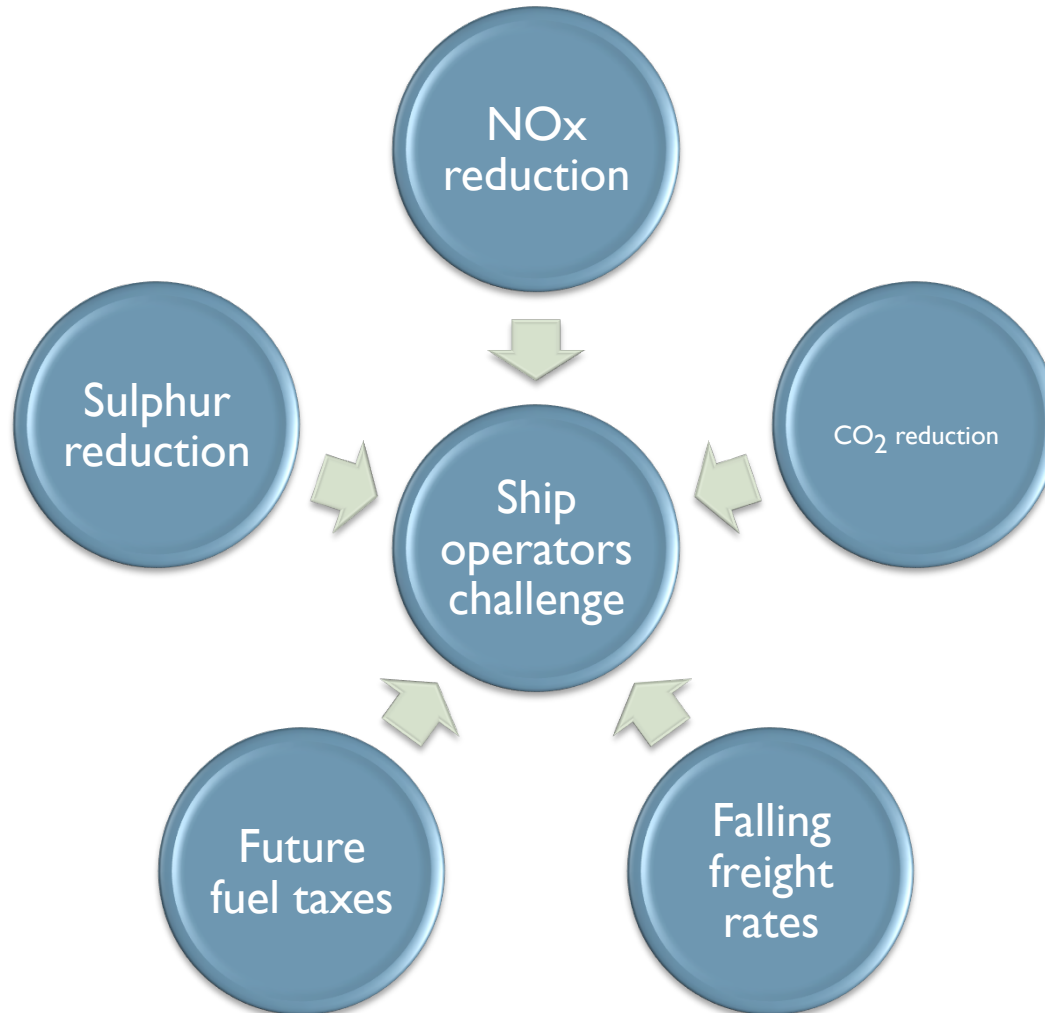 NOx
reduction
Sulphur
reduction
CO₂ reduction
Ship
operators
challenge
Future
fuel taxes
Falling
freight
rates